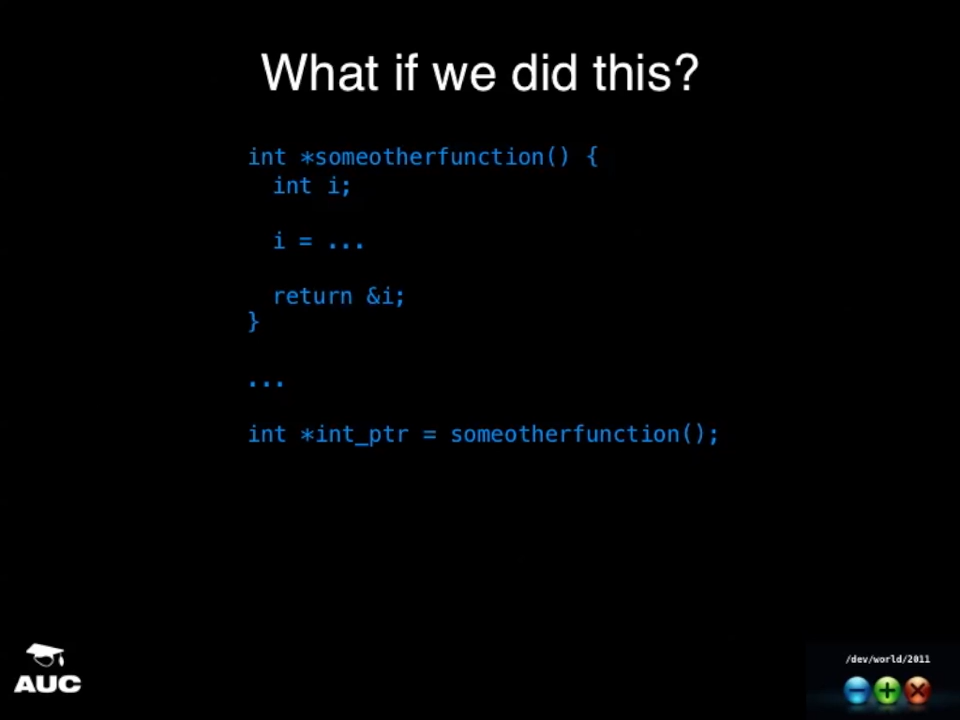 What if we did this?
int *someotherfunction() {
int i;
i = ...
return &i;
}
...
int *int_ptr = someotherfunction();
AUC
/dev/world/2011